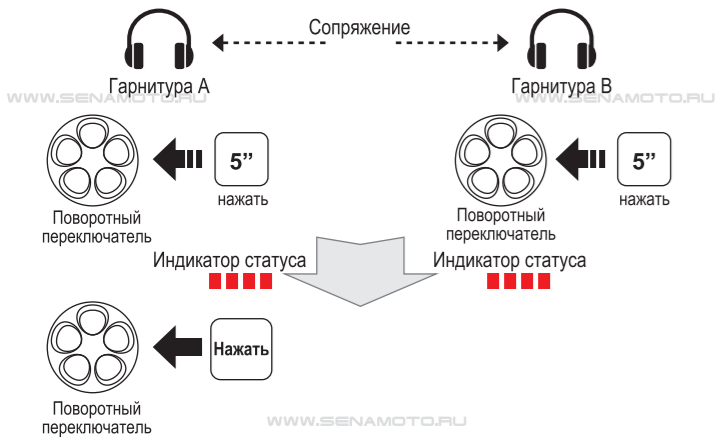 Сопряжение
Гарнитура A
Гарнитура B
WWW.SENAMOTO.RU
WWW.SENAMOTO.RU
5”
нажать
5”
нажать
Поворотный
переключатель
Поворотный
переключатель
Индикатор статуса
Индикатор статуса
Нажать
Поворотный
переключатель
WWW.SENAMOTO.RU